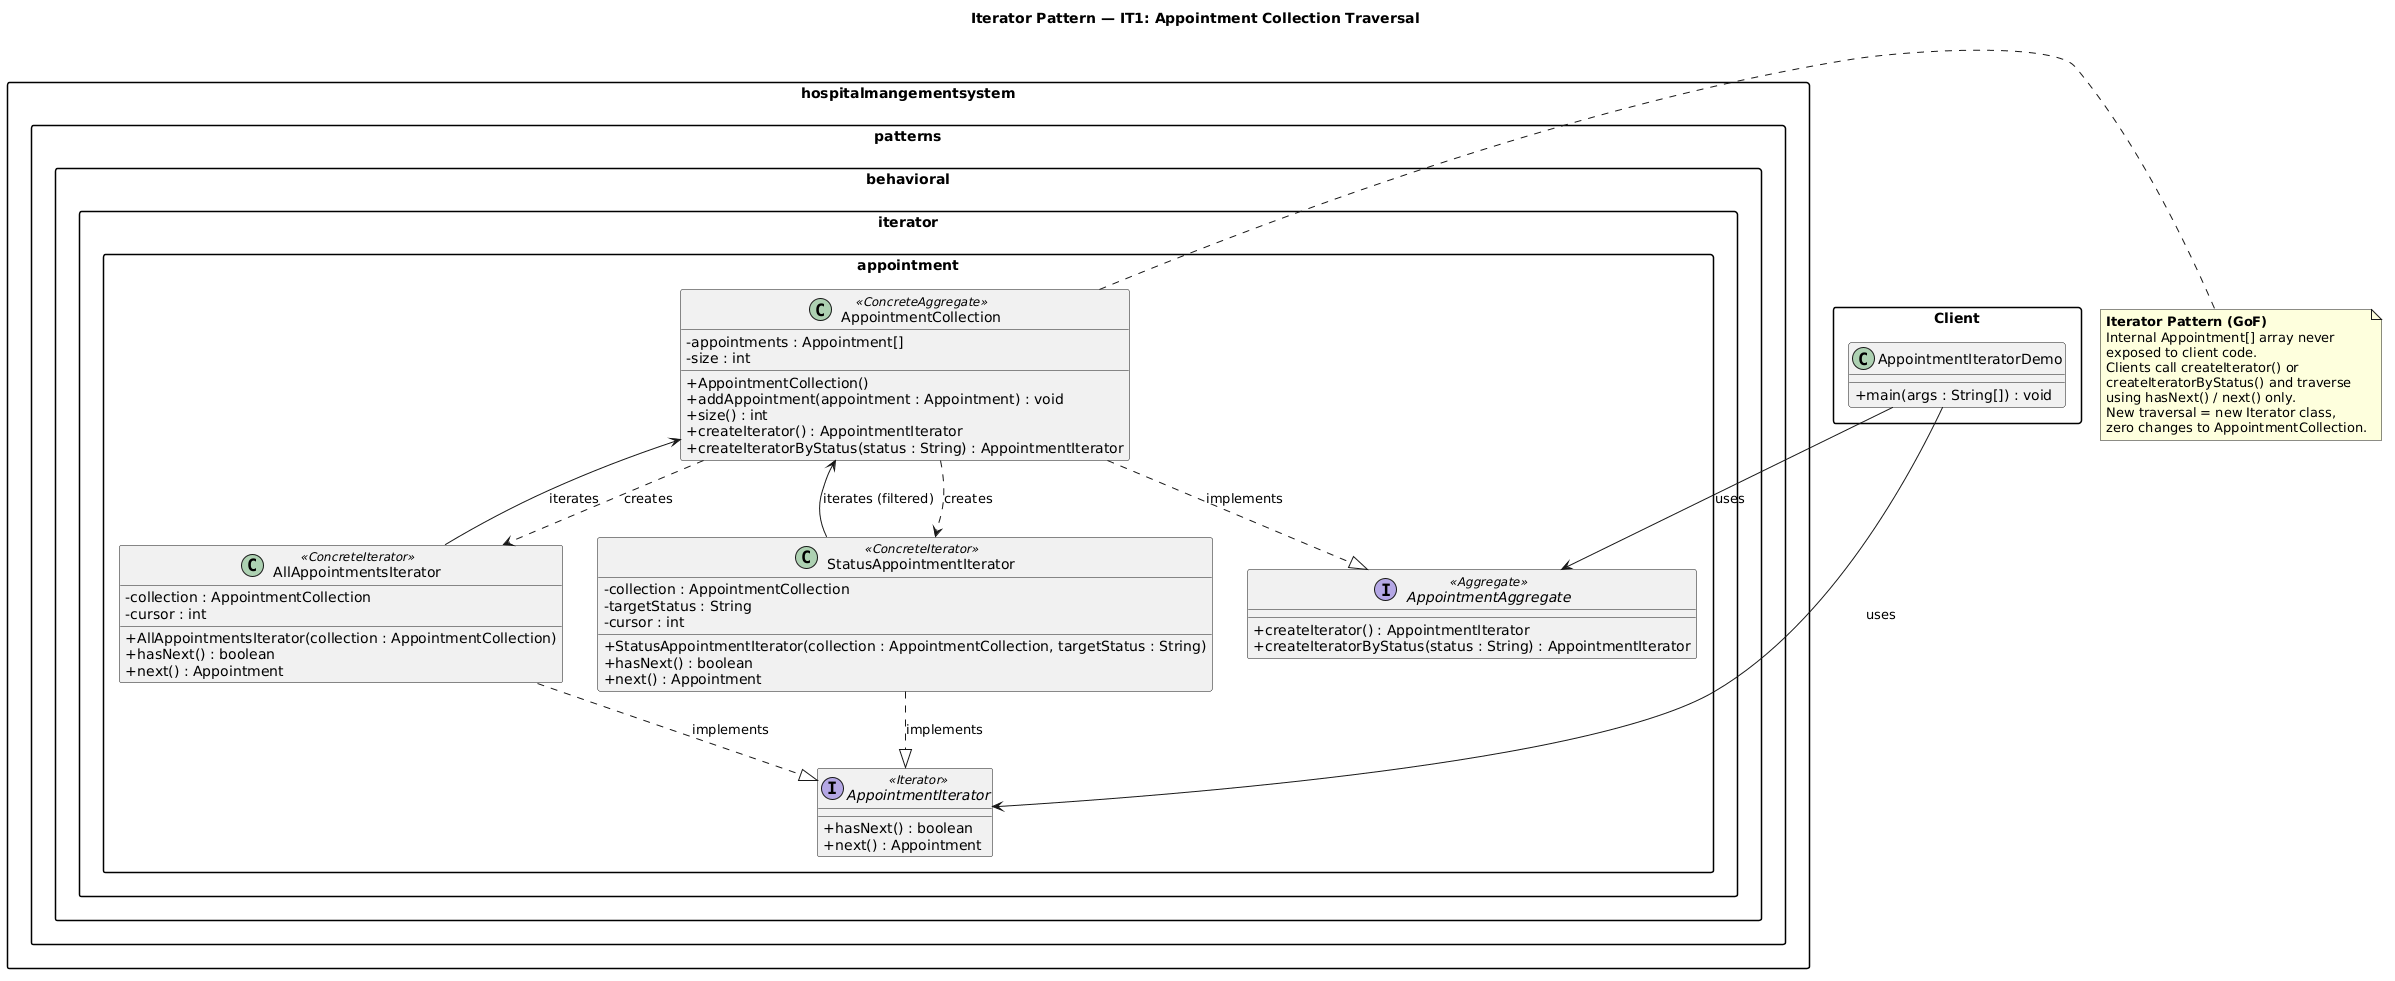 Iterator Pattern — IT1: Appointment Collection Traversal
hospitalmangementsystem
patterns
behavioral
iterator
appointment
«ConcreteAggregate»
C AppointmentCollection
-appointments : Appointment[]
-size : int
+AppointmentCollection()
+addAppointment(appointment : Appointment) : void
+size() : int
+createIterator() : AppointmentIterator
+createIteratorByStatus(status : String) : AppointmentIterator
Client
C AppointmentIteratorDemo
+main(args : String[]) : void
Iterator Pattern (GoF)
Internal Appointment[] array never
exposed to client code.
Clients call createIterator() or
createIteratorByStatus() and traverse
using hasNext() / next() only.
New traversal = new Iterator class,
zero changes to AppointmentCollection.
iterates
creates
iterates (filtered)
creates
implements
uses
«ConcreteIterator»
C AllAppointmentsIterator
-collection : AppointmentCollection
-cursor : int
+AllAppointmentsIterator(collection : AppointmentCollection)
+hasNext() : boolean
+next() : Appointment
«ConcreteIterator»
C StatusAppointmentIterator
-collection : AppointmentCollection
-targetStatus : String
-cursor : int
+StatusAppointmentIterator(collection : AppointmentCollection, targetStatus : String)
+hasNext() : boolean
+next() : Appointment
«Aggregate»
I AppointmentAggregate
+createIterator() : AppointmentIterator
+createIteratorByStatus(status : String) : AppointmentIterator
uses
implements
implements
«Iterator»
I AppointmentIterator
+hasNext() : boolean
+next() : Appointment